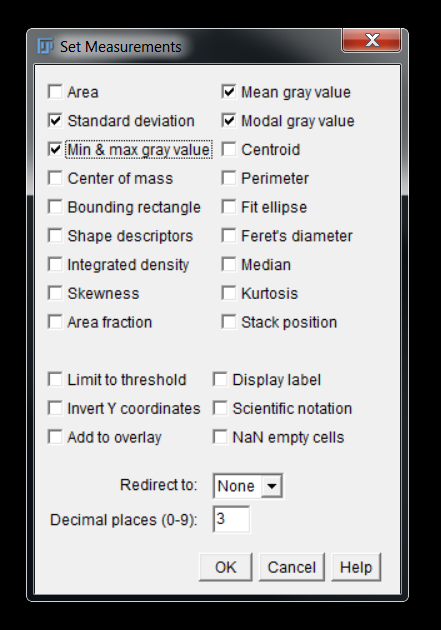 Set Measurements
Area Mean gray value
Standard deviation Modal gray value
Min & max gray value Centroid
Center of mass Perimeter
Bounding rectangle Fit ellipse
Shape descriptors Feret's diameter
Integrated density Median
Skewness Kurtosis
Area fraction Stack position
Limit to threshold Display label
Invert Y coordinates Scientific notation
Add to overlay NaN empty cells
Redirect to: None
Decimal places (0-9): 3
OK Cancel Help